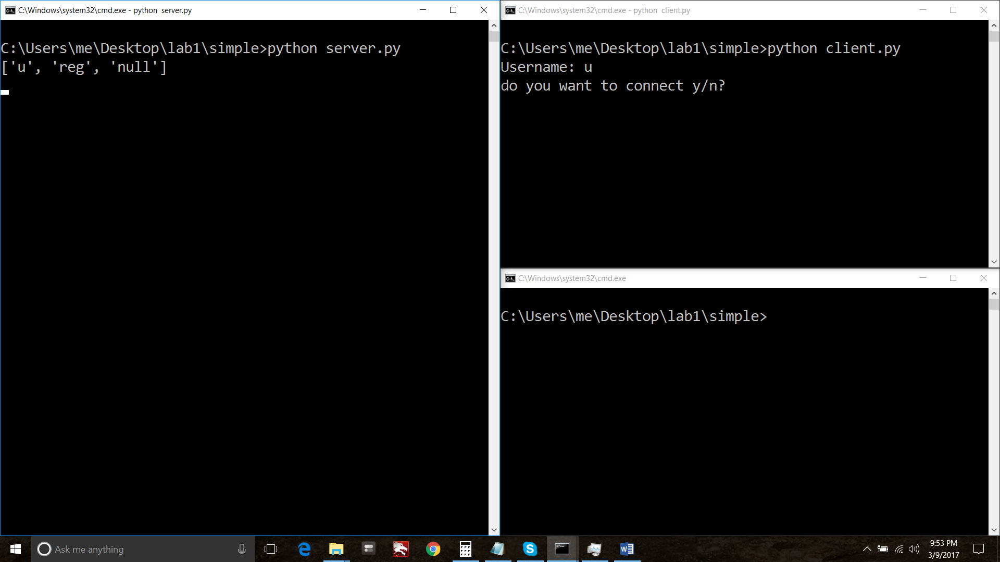 C:\Windows\system32\cmd.exe - python  server.py
C:\Users\me\Desktop\lab1\simple>python server.py
['u', 'reg', 'null']
C:\Windows\system32\cmd.exe - python  client.py
C:\Users\me\Desktop\lab1\simple>python client.py
Username: u
do you want to connect y/n?
C:\Windows\system32\cmd.exe
C:\Users\me\Desktop\lab1\simple>
Ask me anything
9:53 PM
3/9/2017